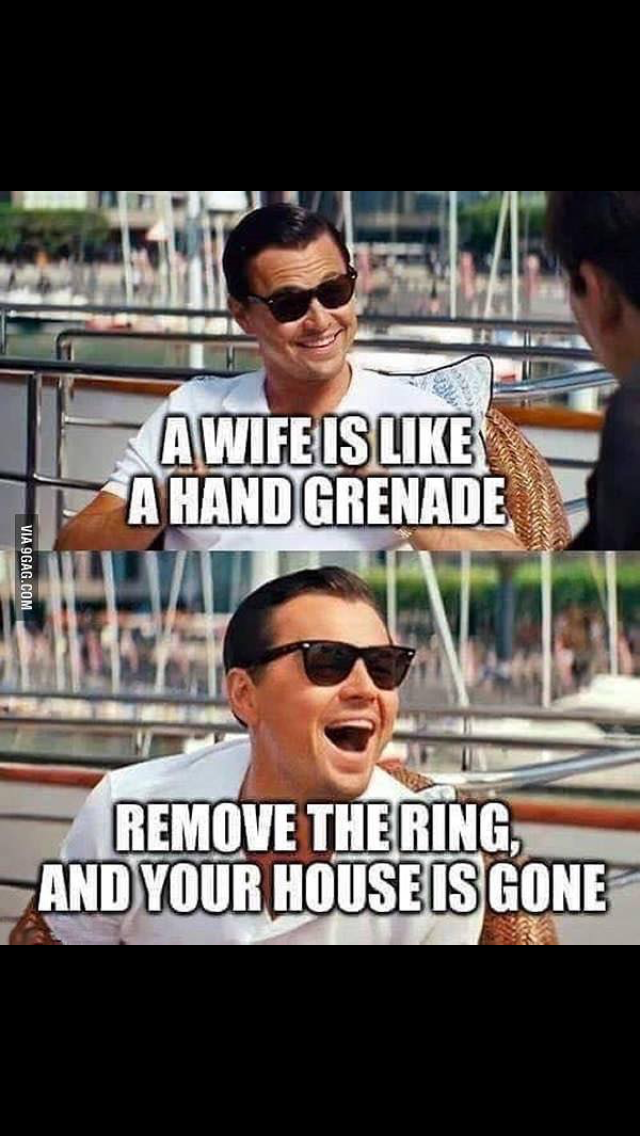 A WIFE IS LIKE
A HAND GRENADE
VIA 9GAG.COM
REMOVE THE RING,
AND YOUR HOUSE IS GONE